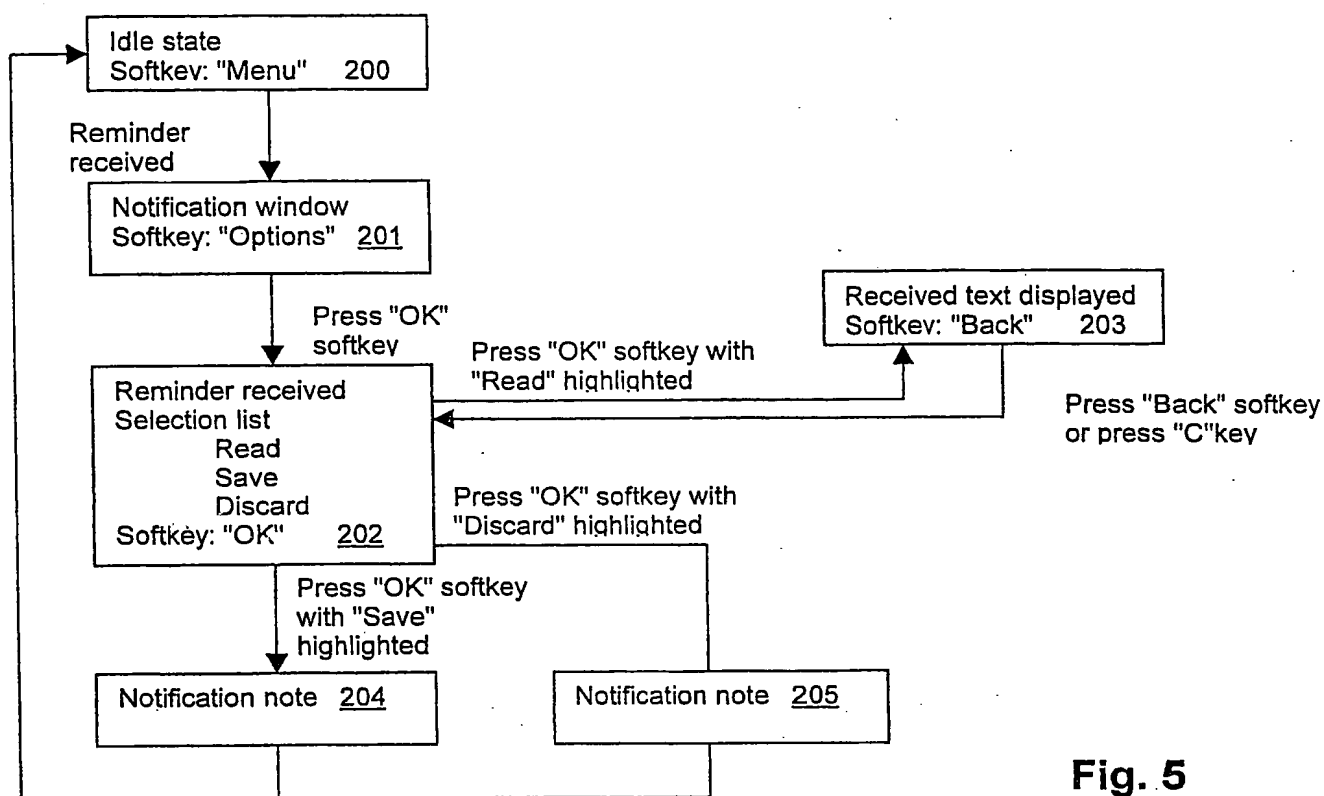 Idle state
Softkev: "Menu" 200
Reminder
received
Notification window
Softkey: "Options" 201
Press "OK"
softkey
Received text displayed
Softkev: "Back" 203
Press "OK" softkey with
"Read" highlighted
Press "Back" softkey
or press "C"key
Reminder received
Selection list
Read
Save
Discard
Softkey: "OK" 202
Press "OK" softkey with
"Discard" highlighted
Press "OK" softkey
with "Save"
highlighted
Notification note 204
Notification note 205
Fig. 5